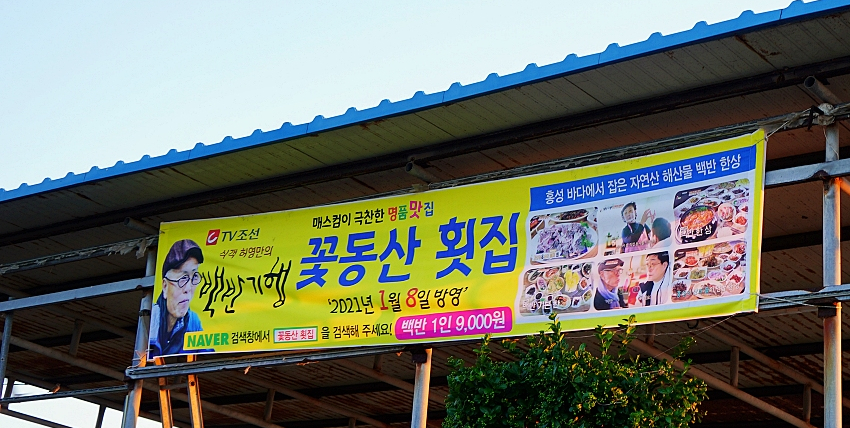 TV조선
식객 허영만의
백반기행
매스컴이 극찬한 명품맛집
꽃동산 횟집
'2021년 1월 8일 방영'
NAVER 검색창에서 꽃동산 횟집 을 검색해 주세요!
백반 1인 9,000원
홍성 바다에서 잡은 자연산 해산물 백반 한상